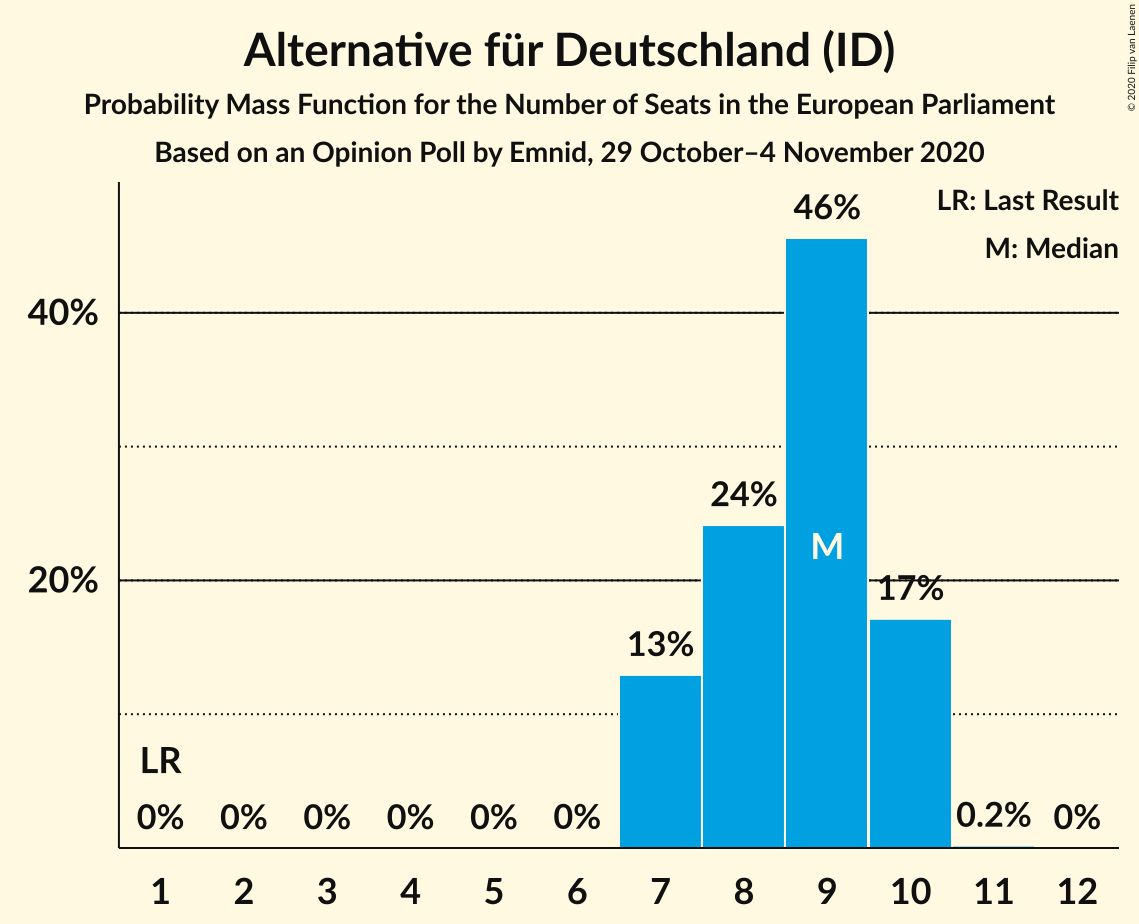 Alternative für Deutschland (ID)
Probability Mass Function for the Number of Seats in the European Parliament
Based on an Opinion Poll by Emnid, 29 October–4 November 2020
© 2020 Filip van Laenen
LR: Last Result
M: Median
46%
40%
24%
M
20%
17%
13%
LR
0% 0% 0% 0% 0% 0% 0.2% 0%
1 2 3 4 5 6 7 8 9 10 11 12